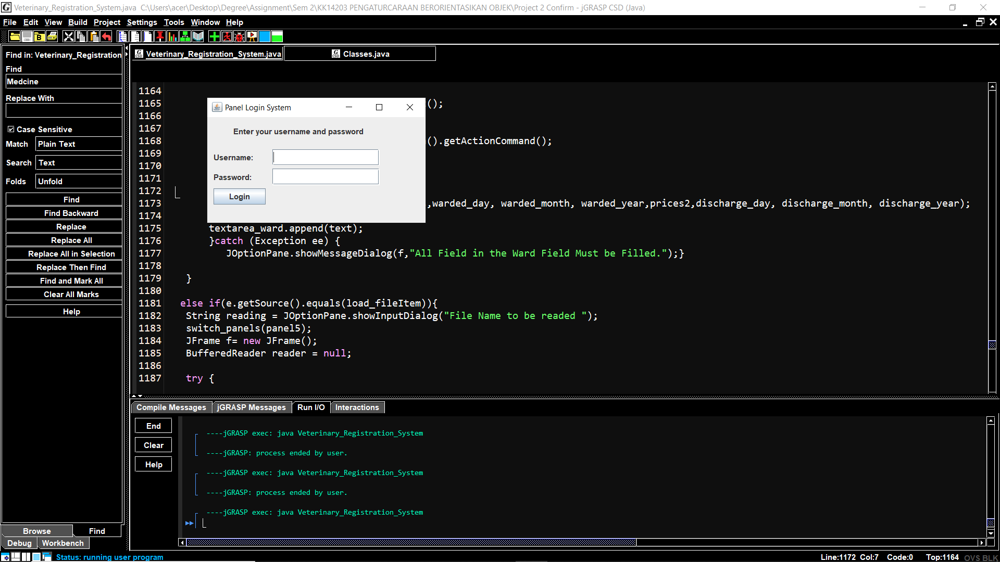 Veterinary_Registration_System.java  C:\Users\acer\Desktop\Degree\Assignment\Sem 2\KK14203 PENGATURCARAAN BERORIENTASIKAN OBJEK\Project 2 Confirm - jGRASP CSD (Java)
File Edit View Build Project Settings Tools Window Help
Find in: Veterinary_Registration
Find
Medcine
Replace With
Case Sensitive
Match Plain Text
Search Text
Folds Unfold
Find
Find Backward
Replace
Replace All
Replace All in Selection
Replace Then Find
Find and Mark All
Clear All Marks
Help
Browse Find
Debug Workbench
Veterinary_Registration_System.java Classes.java
1164
1165 ();
1166
1167
1168 ().getActionCommand();
1169
1170
1171
1172
1173 ,warded_day, warded_month, warded_year,prices2,discharge_day, discharge_month, discharge_year);
1174
1175 textarea_ward.append(text);
1176 }catch (Exception ee) {
1177 JOptionPane.showMessageDialog(f,"All Field in the Ward Field Must be Filled.");}
1178
1179 }
1180
1181 else if(e.getSource().equals(load_fileItem)){
1182 String reading = JOptionPane.showInputDialog("File Name to be readed ");
1183 switch_panels(panel5);
1184 JFrame f= new JFrame();
1185 BufferedReader reader = null;
1186
1187 try {
Panel Login System
Enter your username and password
Username:
Password:
Login
Compile Messages jGRASP Messages Run I/O Interactions
End
Clear
Help
----jGRASP exec: java Veterinary_Registration_System
----jGRASP: process ended by user.
----jGRASP exec: java Veterinary_Registration_System
----jGRASP: process ended by user.
----jGRASP exec: java Veterinary_Registration_System
Status: running user program
Line:1172 Col:7 Code:0 Top:1164 OVS BLK